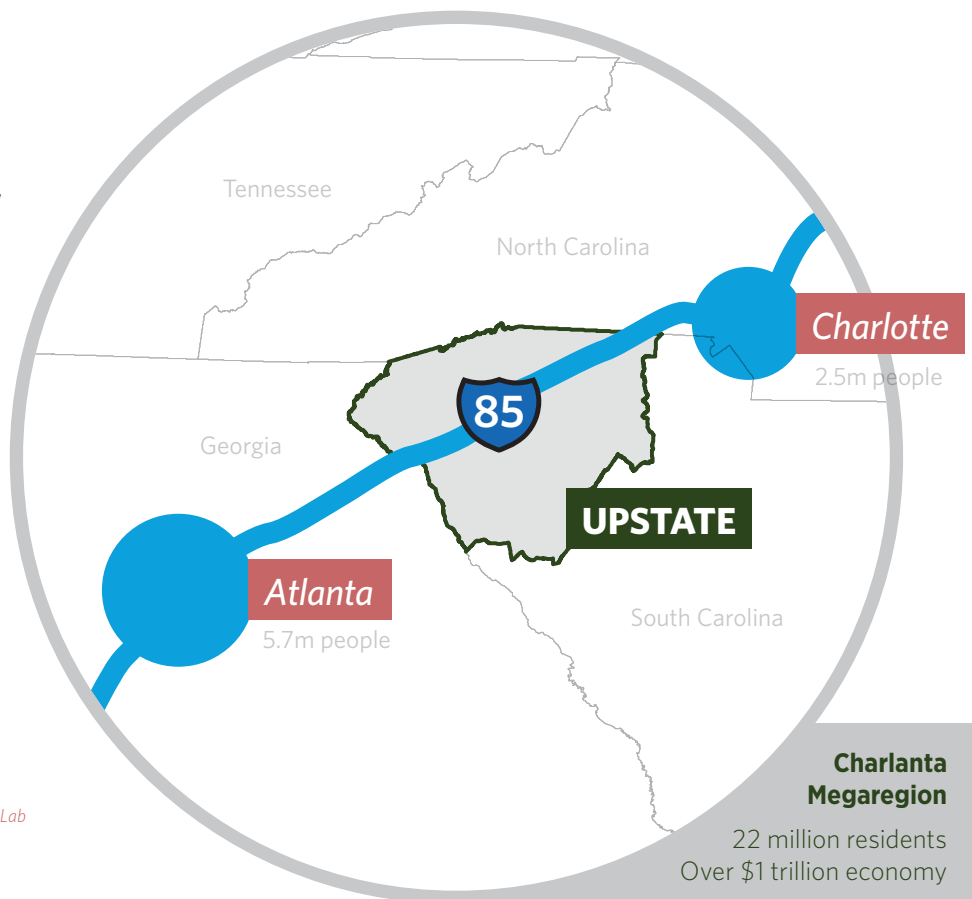 Tennessee
North Carolina
Charlotte
2.5m people
85
Georgia
UPSTATE
Atlanta
5.7m people
South Carolina
Lab
Charlanta
Megaregion
22 million residents
Over $1 trillion economy